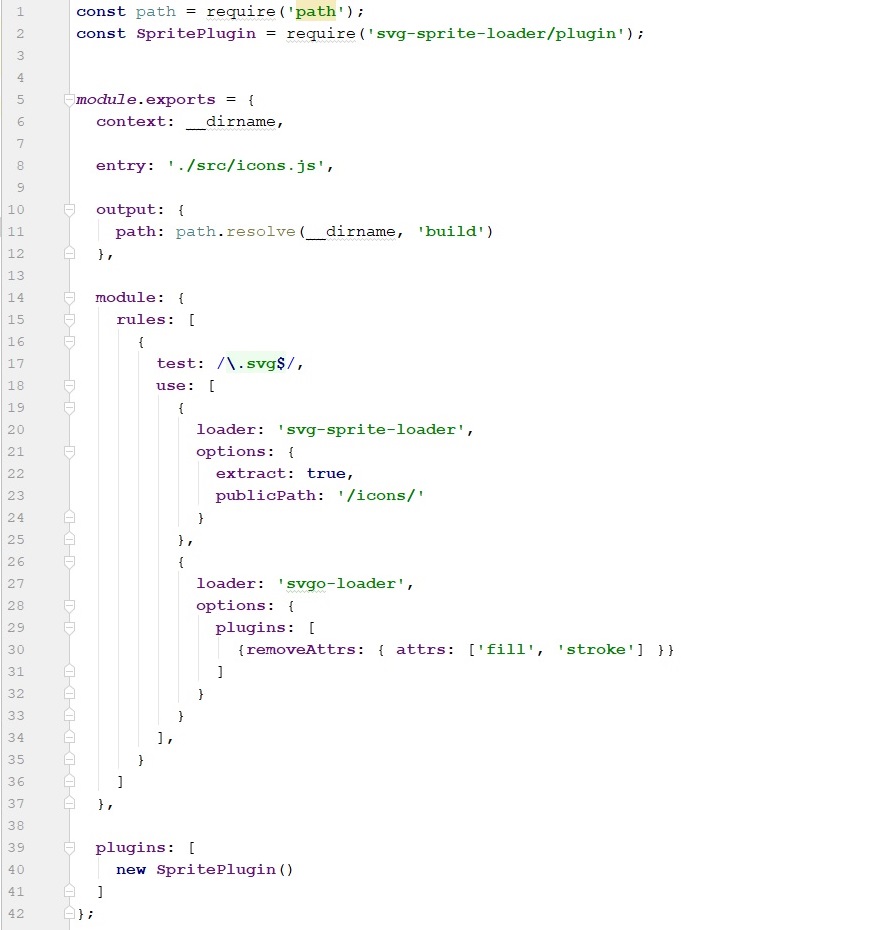 1 const path = require('path');
2 const SpritePlugin = require('svg-sprite-loader/plugin');
3
4
5 module.exports = {
6   context: __dirname,
7
8   entry: './src/icons.js',
9
10   output: {
11     path: path.resolve(__dirname, 'build')
12   },
13
14   module: {
15     rules: [
16       {
17         test: /\.svg$/,
18         use: [
19           {
20             loader: 'svg-sprite-loader',
21             options: {
22               extract: true,
23               publicPath: '/icons/'
24             }
25           },
26           {
27             loader: 'svgo-loader',
28             options: {
29               plugins: [
30                 {removeAttrs: { attrs: ['fill', 'stroke'] }}
31               ]
32             }
33           }
34         ],
35       }
36     ]
37   },
38
39   plugins: [
40     new SpritePlugin()
41   ]
42 };